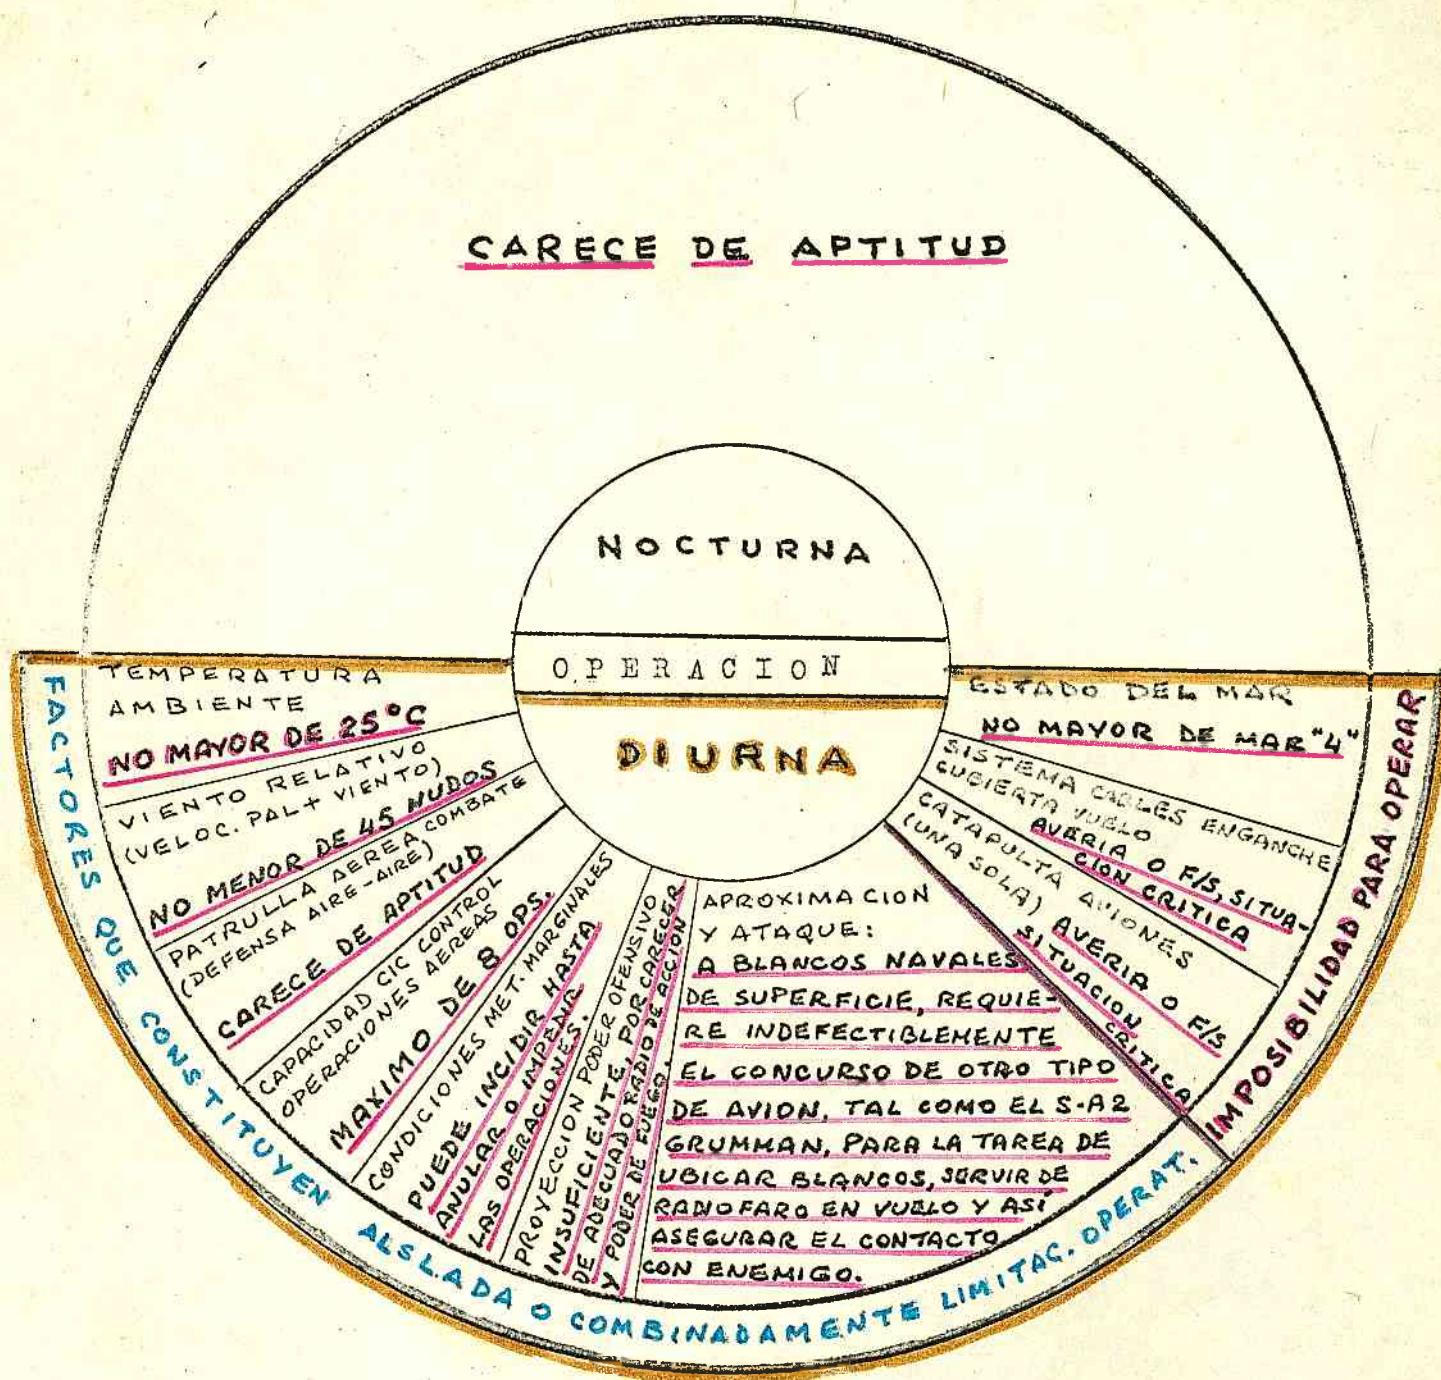 CARECE DE APTITUD
NOCTURNA
OPERACION
DIURNA
TEMPERATURA
AMBIENTE
NO MAYOR DE 25°C
VIENTO RELATIVO
(VELOC. PAL + VIENTO)
NO MENOR DE 45 NUDOS
PATRULLA AEREA COMBATE
(DEFENSA AIRE-AIRE)
CARECE DE APTITUD
CAPACIDAD CIC CONTROL
OPERACIONES AEREAS
MAXIMO DE 8 OPS.
CONDICIONES MET. MARGINALES
PUEDE INCIDIR HASTA
ANULAR O IMPEDIR
LAS OPERACIONES.
PROYECCION PODER OFENSIVO
INSUFICIENTE, POR CARECER
DE ADECUADO RADIO DE ACCION
Y PODER DE FUEGO.
APROXIMACION
Y ATAQUE:
A BLANCOS NAVALES
DE SUPERFICIE, REQUIE-
RE INDEFECTIBLEMENTE
EL CONCURSO DE OTRO TIPO
DE AVION, TAL COMO EL S-A2
GRUMMAN, PARA LA TAREA DE
UBICAR BLANCOS, SERVIR DE
RADIOFARO EN VUELO Y ASÍ
ASEGURAR EL CONTACTO
CON ENEMIGO.
CATAPULTA AVIONES
(UNA SOLA) AVERIA O F/S
SITUACION CRITICA
SISTEMA CABLES ENGANCHE
CUBIERTA VUELO
AVERIA O F/S, SITUA-
CION CRITICA
ESTADO DEL MAR
NO MAYOR DE MAR "4"
FACTORES QUE CONSTITUYEN AISLADA O COMBINADAMENTE LIMITAC. OPERAT.
IMPOSIBILIDAD PARA OPERAR